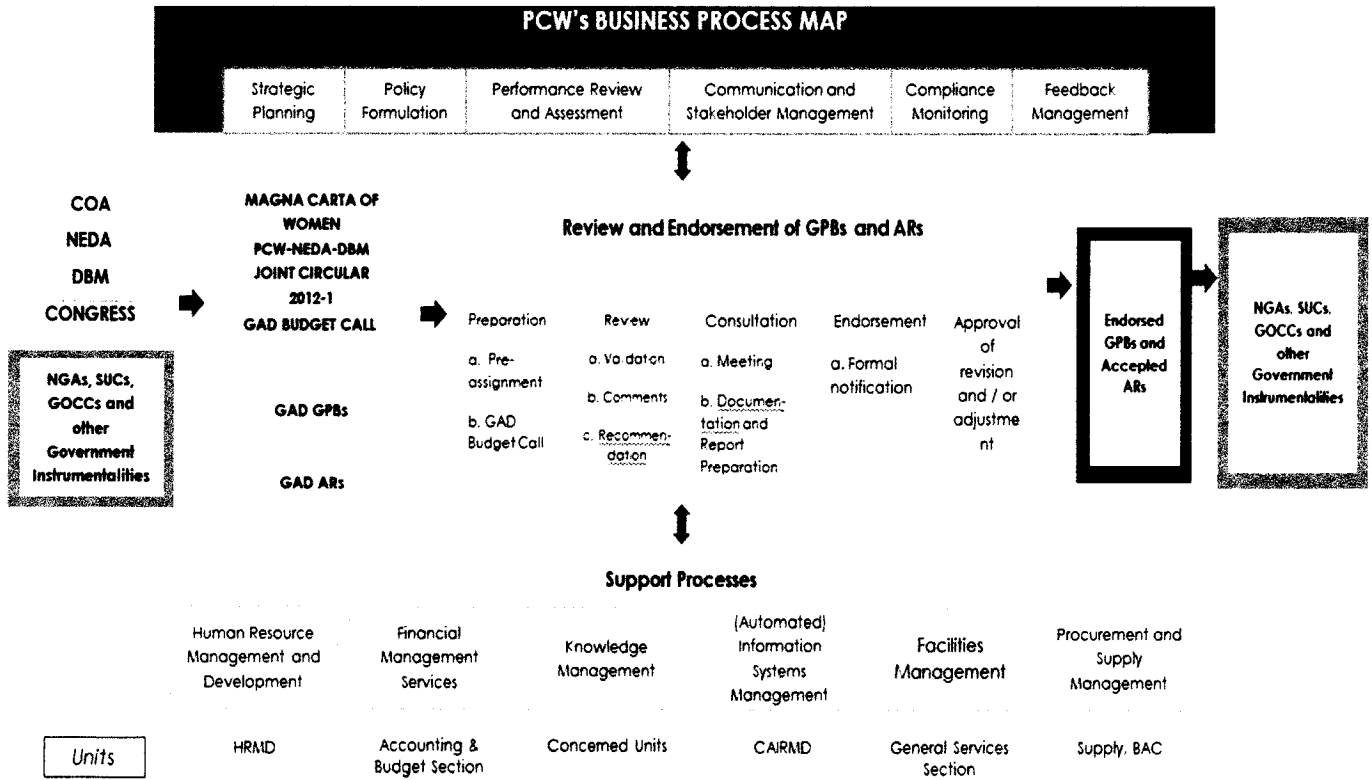 PCW's BUSINESS PROCESS MAP
Strategic
Planning
Policy
Formulation
Performance Review
and Assessment
Communication and
Stakeholder Management
Compliance
Monitoring
Feedback
Management
COA
NEDA
DBM
CONGRESS
NGAs, SUCs,
GOCCs and
other
Government
Instrumentalities
MAGNA CARTA OF
WOMEN
PCW-NEDA-DBM
JOINT CIRCULAR
2012-1
GAD BUDGET CALL
GAD GPBs
GAD ARs
Review and Endorsement of GPBs and ARs
Preparation
a. Pre-
assignment
b. GAD
Budget Call
Review
a. Validation
b. Comments
c. Recommen-
dation
Consultation
a. Meeting
b. Documen-
tation and
Report
Preparation
Endorsement
a. Formal
notification
Approval
of
revision
and / or
adjustme
nt
Endorsed
GPBs and
Accepted
ARs
NGAs, SUCs,
GOCCs and
other
Government
Instrumentalities
Support Processes
Human Resource
Management and
Development
Financial
Management
Services
Knowledge
Management
(Automated)
Information
Systems
Management
Facilities
Management
Procurement and
Supply
Management
Units
HRMD
Accounting &
Budget Section
Concerned Units
CAIRMD
General Services
Section
Supply, BAC